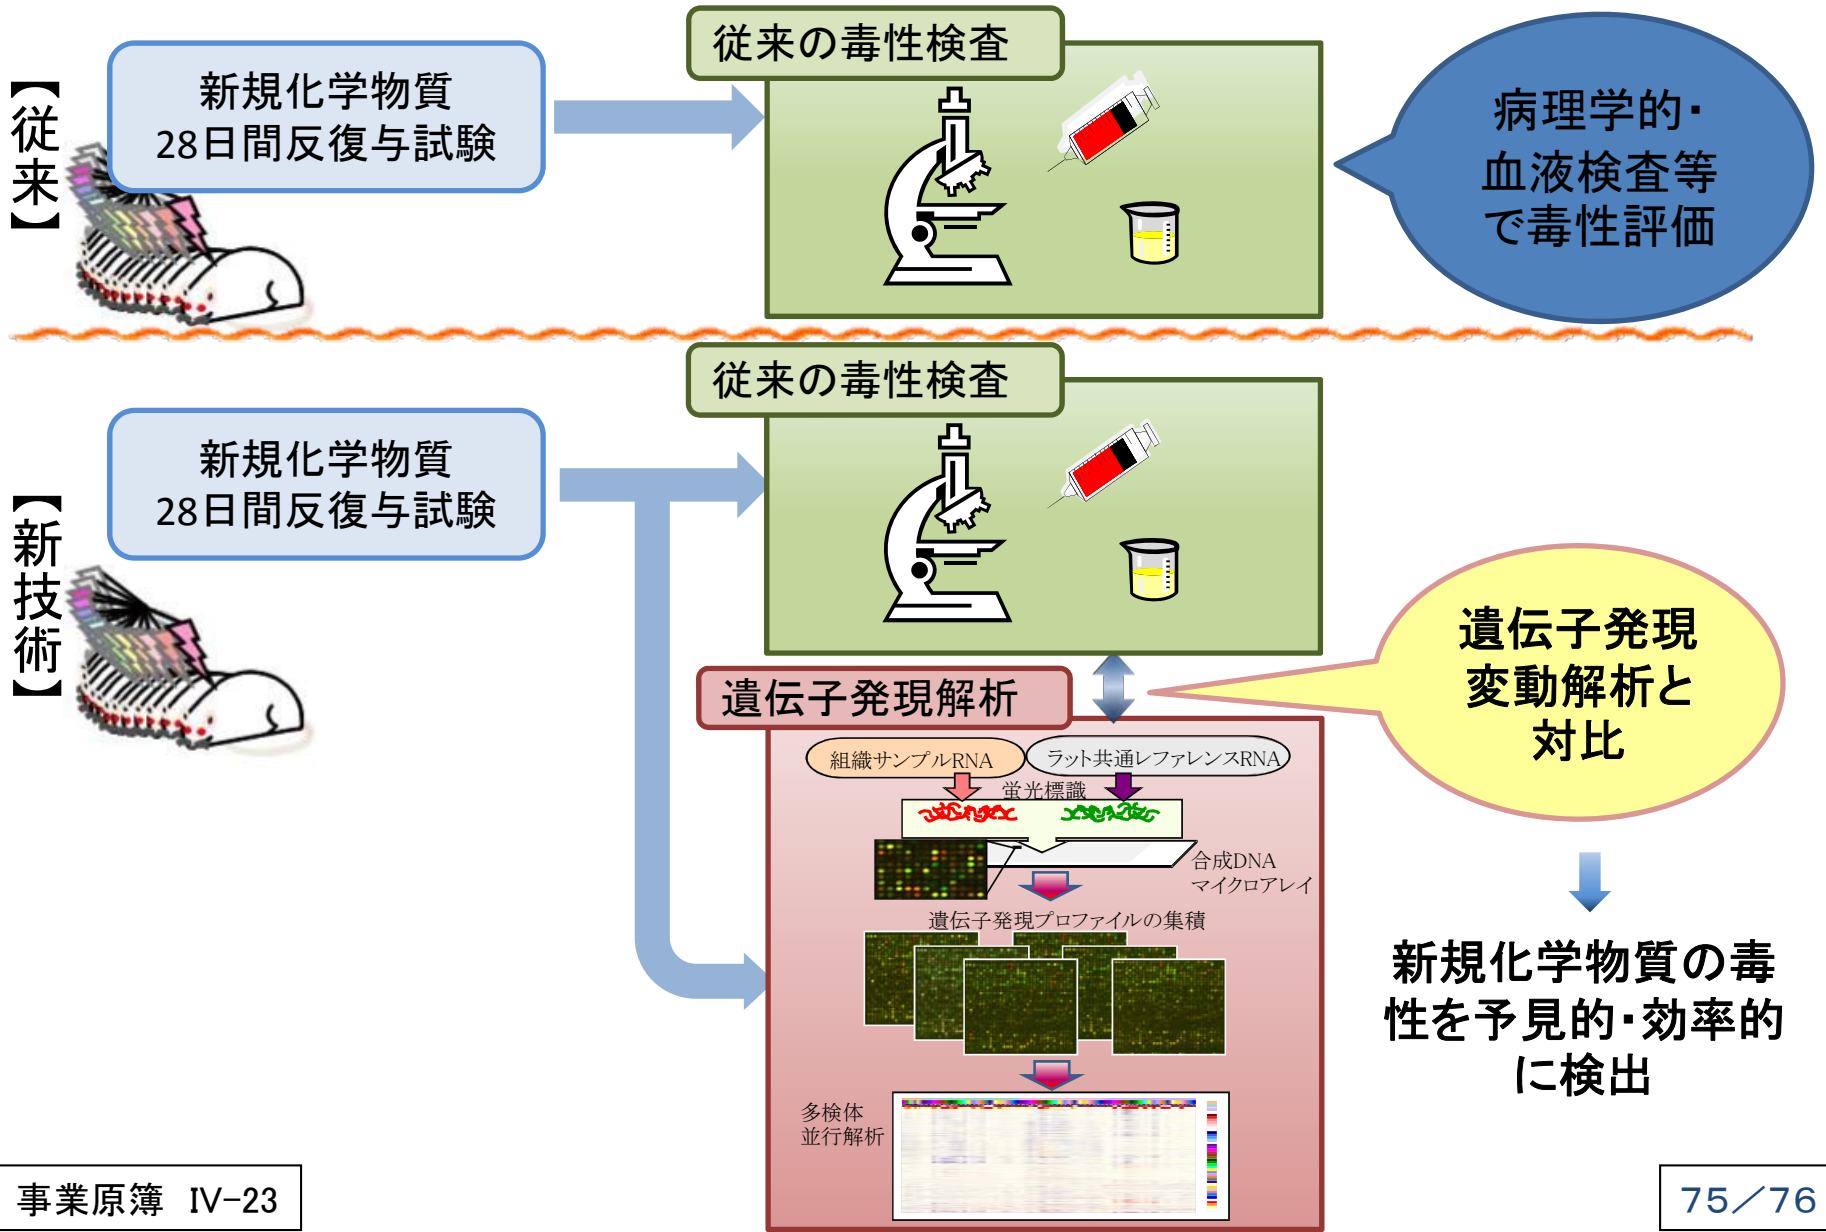 【従来】
新規化学物質
28日間反復与試験
従来の毒性検査
病理学的・
血液検査等
で毒性評価
【新技術】
新規化学物質
28日間反復与試験
従来の毒性検査
遺伝子発現解析
組織サンプルRNA
ラット共通レファレンスRNA
蛍光標識
合成DNA
マイクロアレイ
遺伝子発現プロファイルの集積
多検体
並行解析
遺伝子発現
変動解析と
対比
新規化学物質の毒
性を予見的・効率的
に検出
事業原簿 Ⅳ-23
75／76